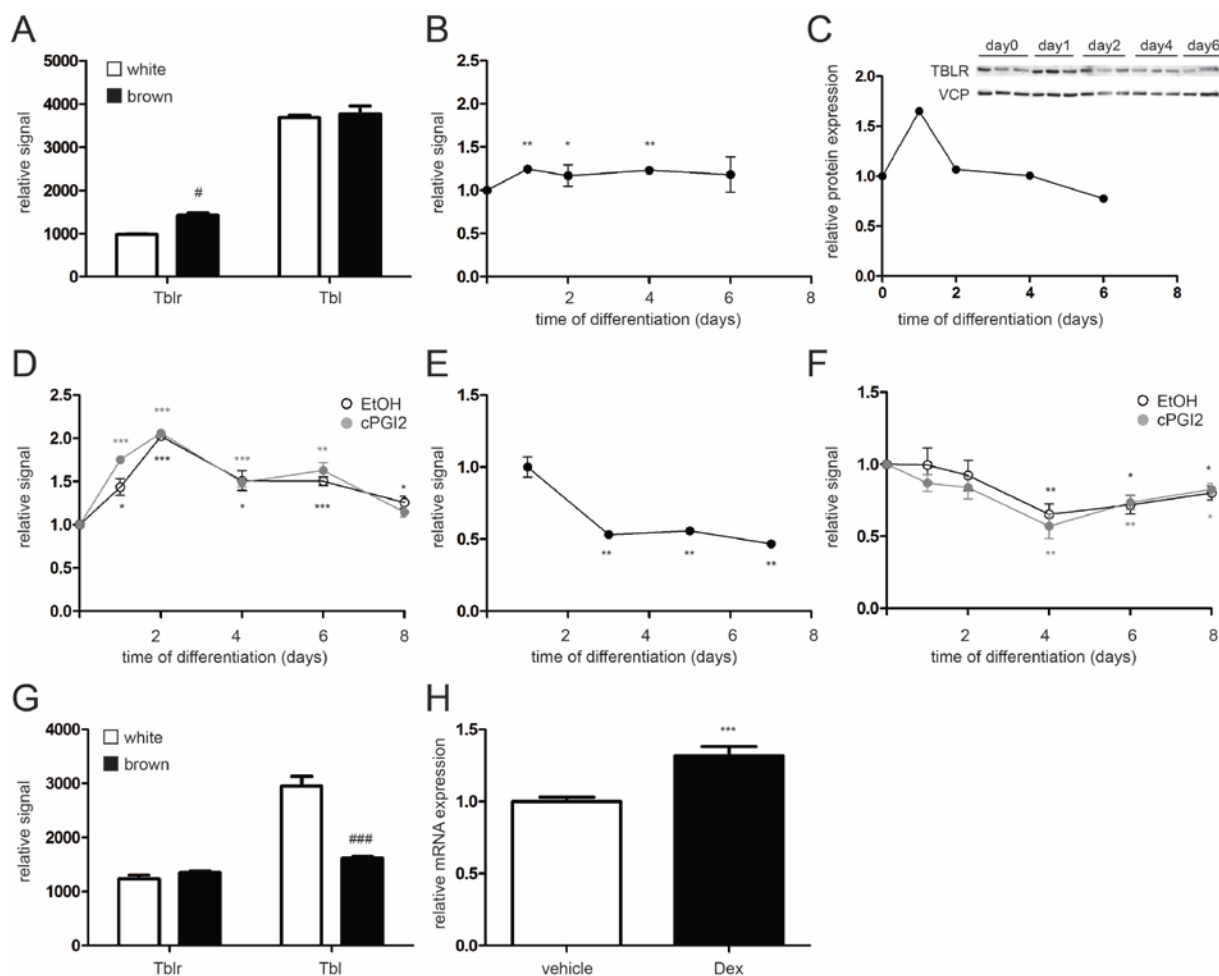 A
relative signal
5000
4000
3000
2000
1000
0
white
brown
#
Tblr
Tbl
B
relative signal
2.5
2.0
1.5
1.0
0.5
0.0
**
*
**
2
4
6
8
time of differentiation (days)
C
day0 day1 day2 day4 day6
TBLR
VCP
relative protein expression
2.0
1.5
1.0
0.5
0.0
0
2
4
6
8
time of differentiation (days)
D
relative signal
2.5
2.0
1.5
1.0
0.5
0.0
EtOH
cPGI2
***
***
***
**
*
***
*
***
*
2
4
6
8
time of differentiation (days)
E
relative signal
1.5
1.0
0.5
0.0
**
**
**
2
4
6
8
time of differentiation (days)
F
relative signal
1.5
1.0
0.5
0.0
EtOH
cPGI2
**
*
*
**
**
*
2
4
6
8
time of differentiation (days)
G
relative signal
4000
3000
2000
1000
0
white
brown
###
Tblr
Tbl
H
relative mRNA expression
1.5
1.0
0.5
0.0
***
vehicle
Dex